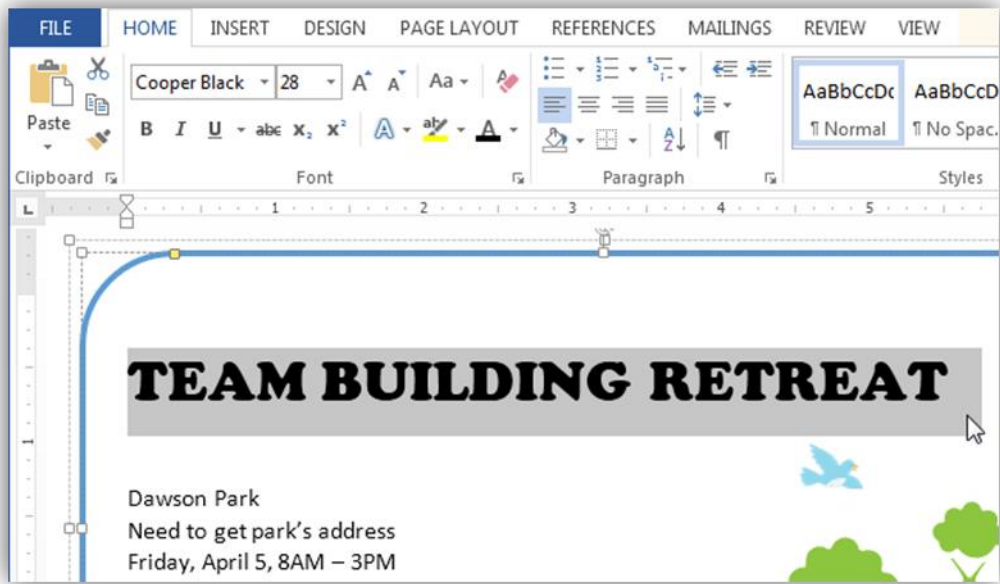 FILE HOME INSERT DESIGN PAGE LAYOUT REFERENCES MAILINGS REVIEW VIEW
Cooper Black 28 Aa
AaBbCcDc AaBbCcD
Paste B I U abc X₂ X² A aby A A Z ¶ ¶ Normal ¶ No Spac.
Clipboard Font Paragraph Styles
L 1 2 3 4 5
TEAM BUILDING RETREAT
1
Dawson Park
Need to get park's address
Friday, April 5, 8AM – 3PM